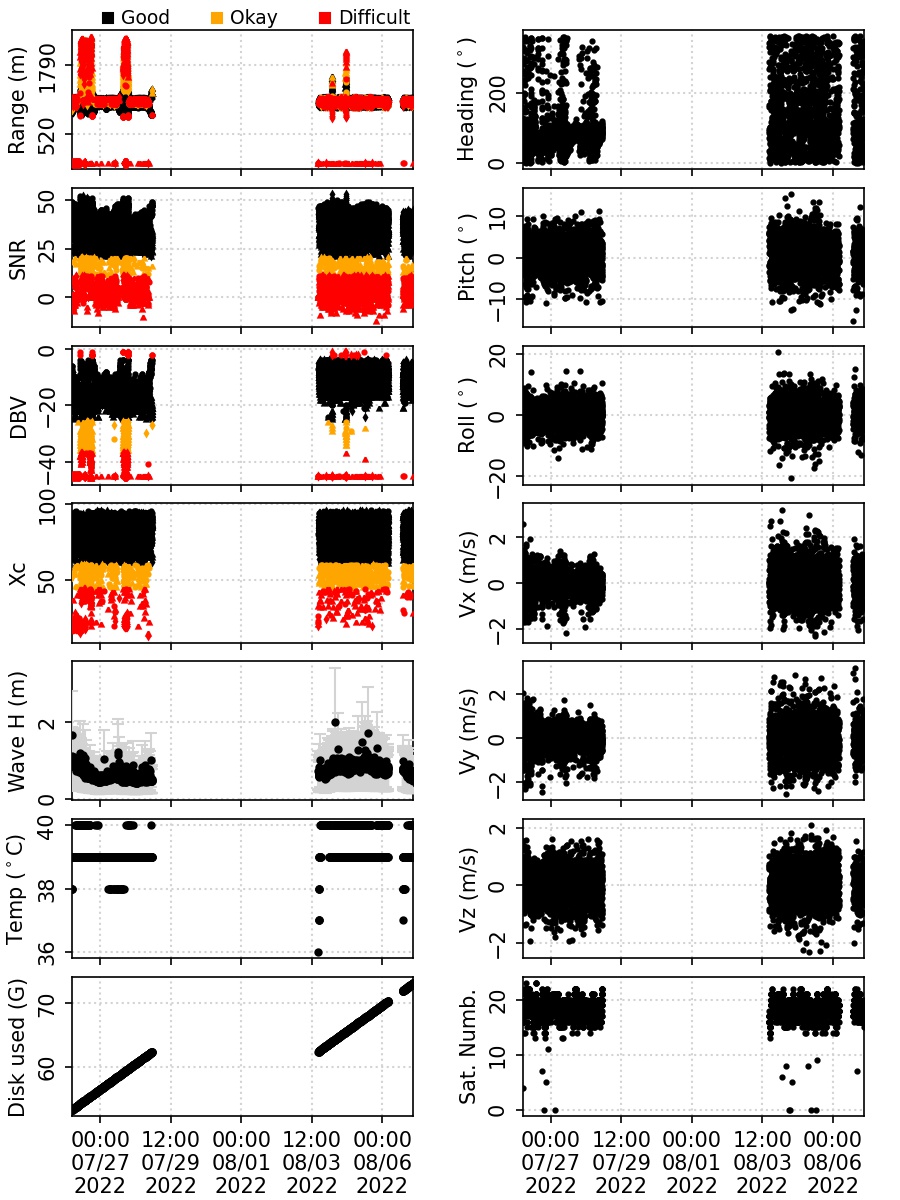 Good Okay Difficult
Range (m)
1790
520
Heading (°)
200
0
SNR
50
25
0
Pitch (°)
10
0
−10
DBV
0
−20
−40
Roll (°)
20
0
−20
Xc
100
50
Vx (m/s)
2
0
−2
Wave H (m)
2
0
Vy (m/s)
2
0
−2
Temp (°C)
40
38
36
Vz (m/s)
2
0
−2
Disk used (G)
70
60
Sat. Numb.
20
10
0
00:00 12:00 00:00 12:00 00:00
07/27 07/29 08/01 08/03 08/06
2022 2022 2022 2022 2022
00:00 12:00 00:00 12:00 00:00
07/27 07/29 08/01 08/03 08/06
2022 2022 2022 2022 2022